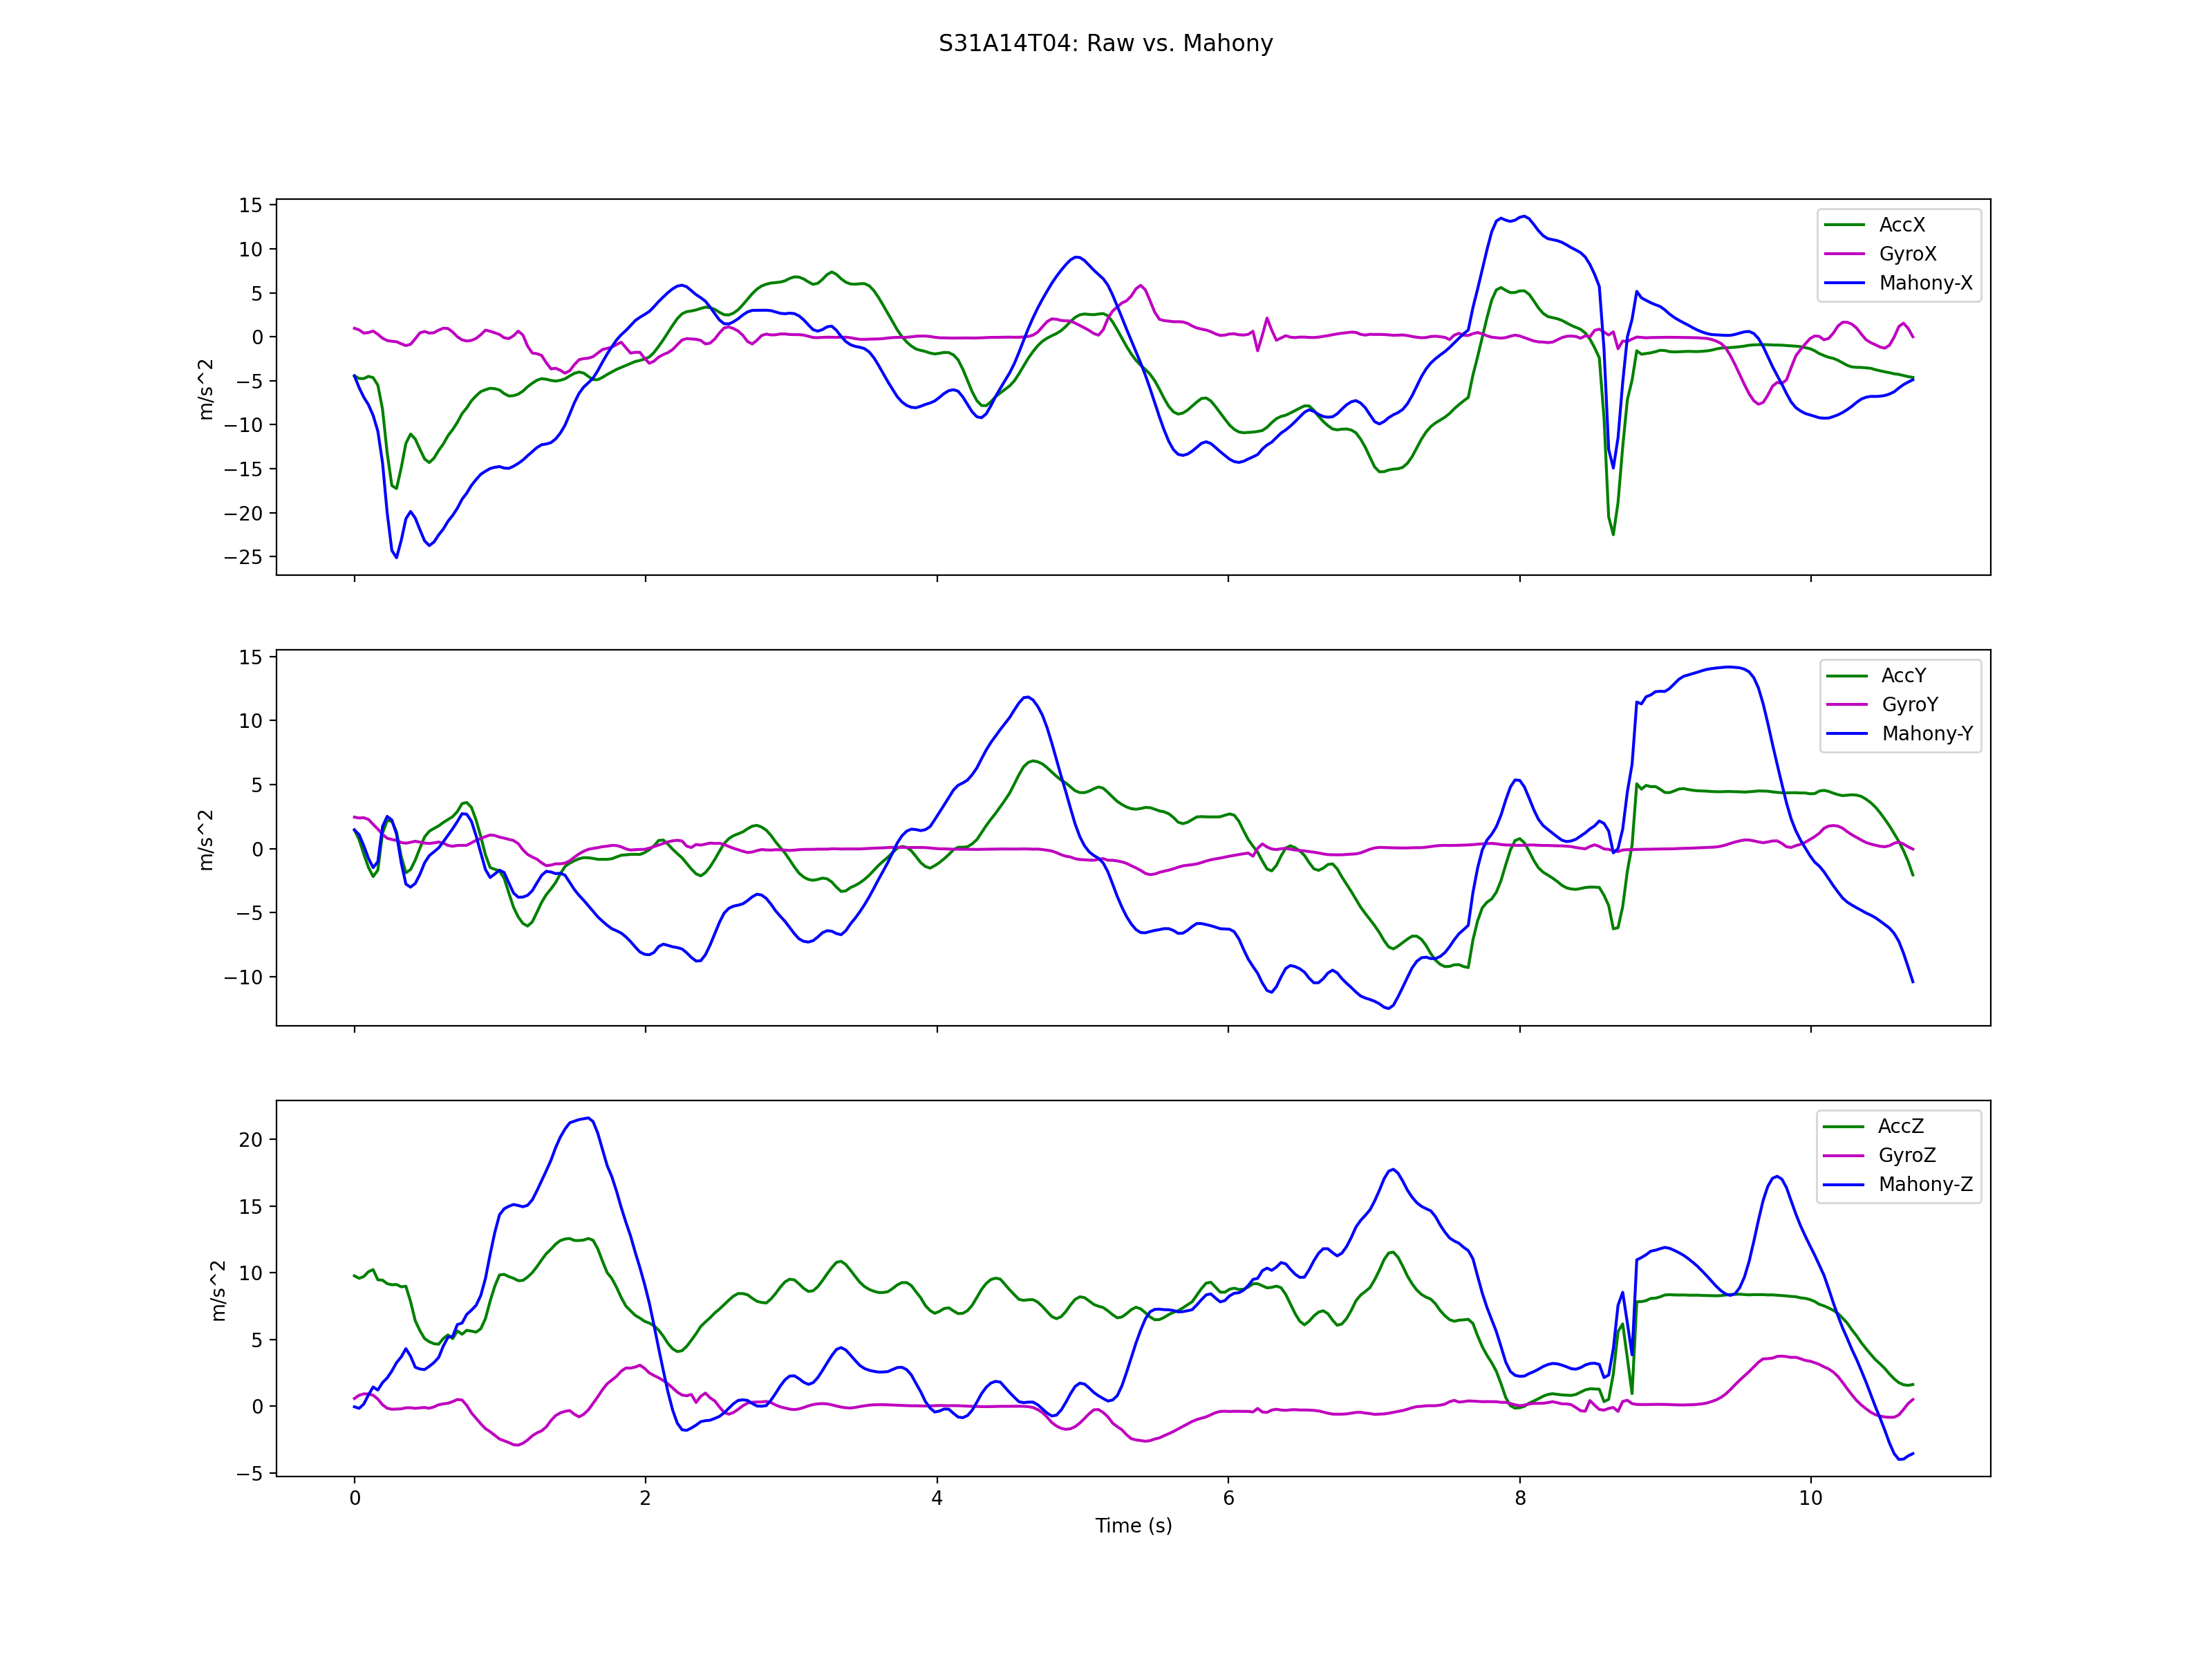 S31A14T04: Raw vs. Mahony
15
10
5
0
−5
−10
−15
−20
−25
m/s^2
AccX
GyroX
Mahony-X
15
10
5
0
−5
−10
m/s^2
AccY
GyroY
Mahony-Y
20
15
10
5
0
−5
m/s^2
AccZ
GyroZ
Mahony-Z
0 2 4 6 8 10
Time (s)